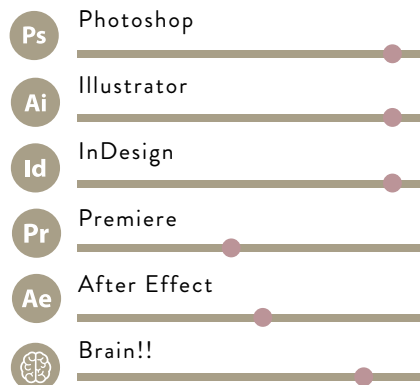 Ps Photoshop
Ai Illustrator
Id InDesign
Pr Premiere
Ae After Effect
Brain!!